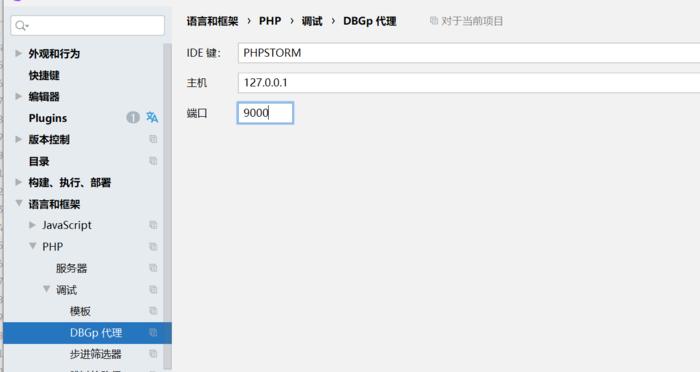 语言和框架 › PHP › 调试 › DBGp 代理 对于当前项目
IDE 键： PHPSTORM
主机 127.0.0.1
端口 9000
外观和行为
快捷键
编辑器
Plugins 1
版本控制
目录
构建、执行、部署
语言和框架
JavaScript
PHP
服务器
调试
模板
DBGp 代理
步进筛选器